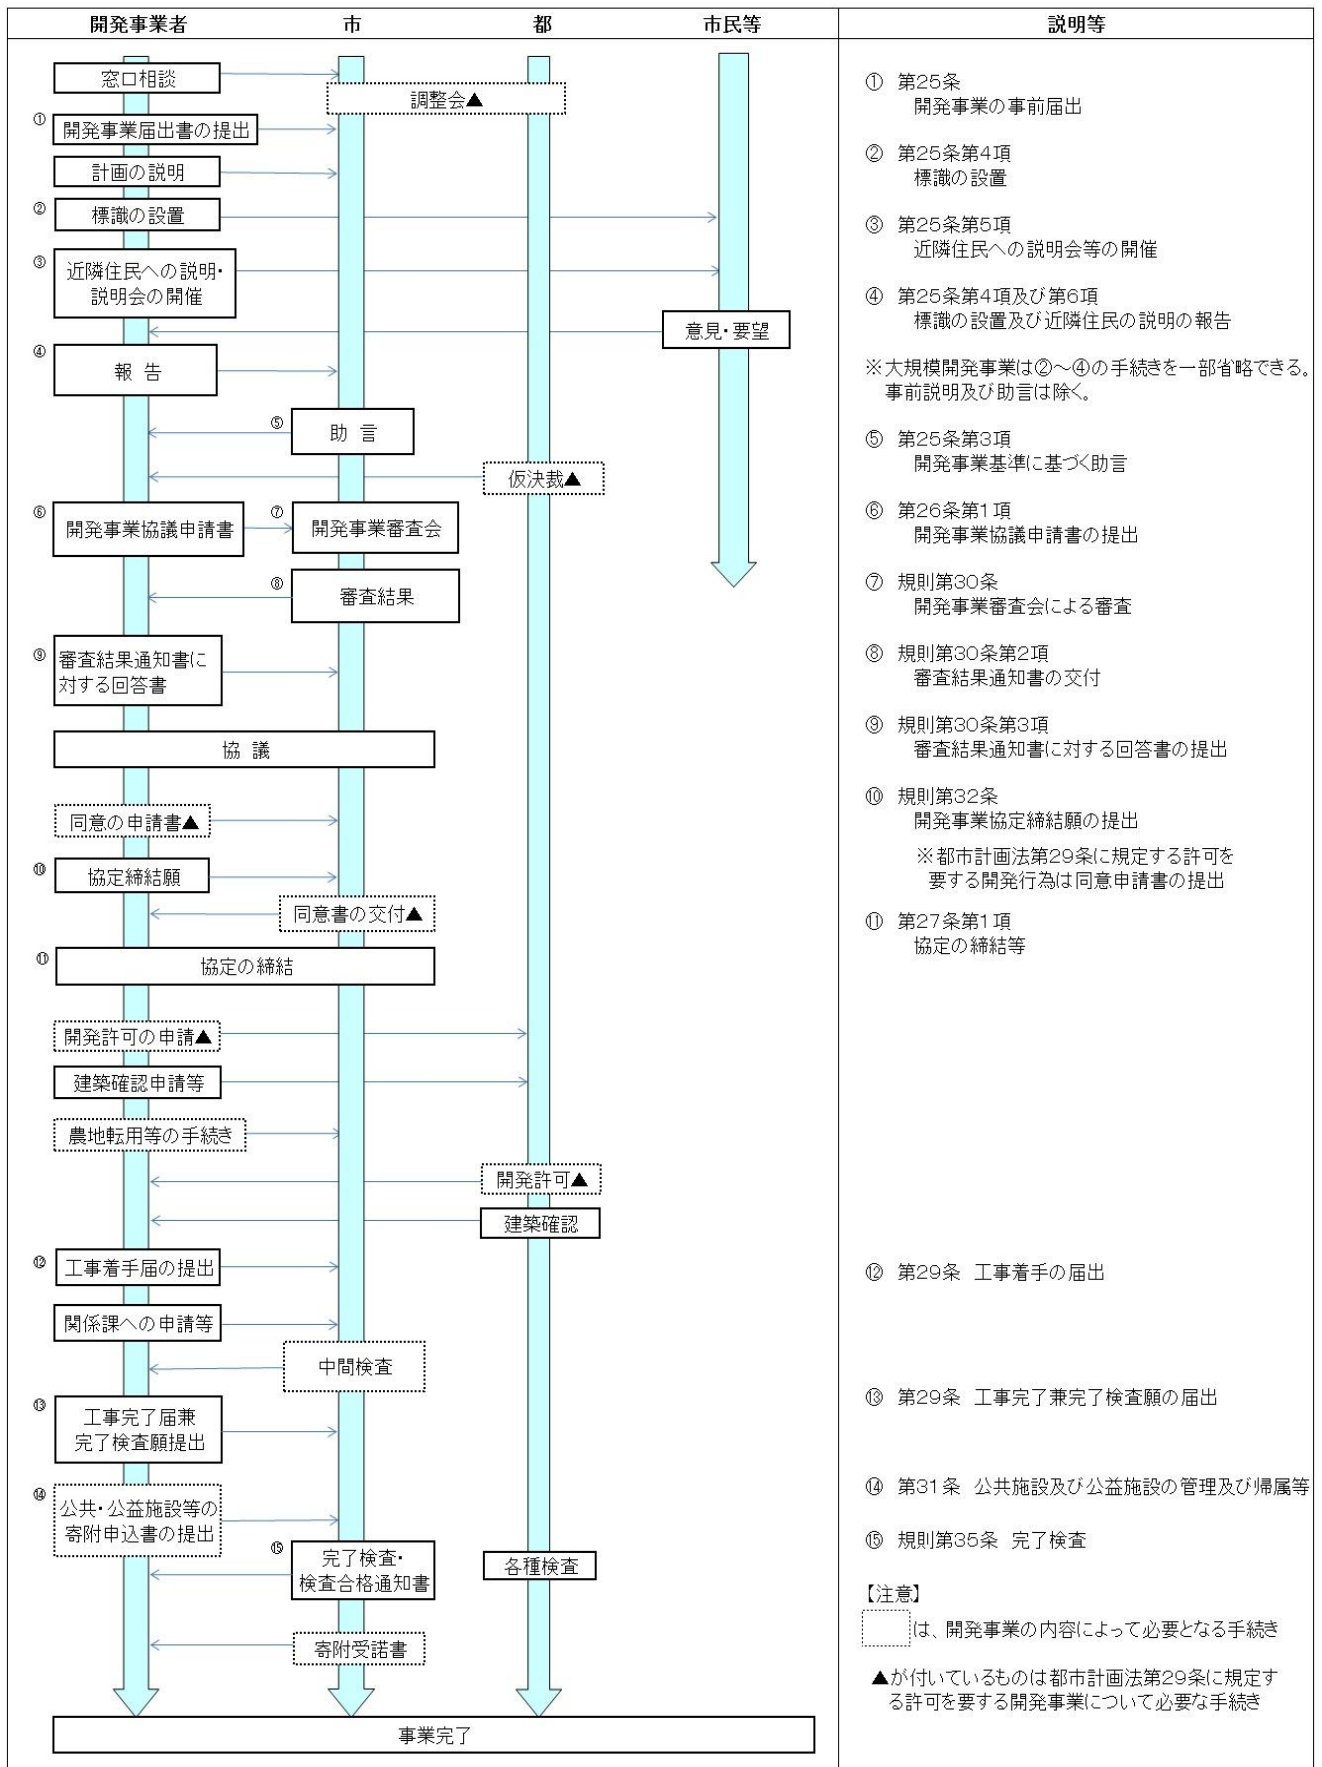 開発事業者 市 都 市民等 説明等
窓口相談
調整会▲
① 開発事業届出書の提出
計画の説明
② 標識の設置
③ 近隣住民への説明・
説明会の開催
意見・要望
④ 報 告
⑤ 助 言
仮決裁▲
⑥ 開発事業協議申請書
⑦ 開発事業審査会
⑧ 審査結果
⑨ 審査結果通知書に
対する回答書
協 議
同意の申請書▲
⑩ 協定締結願
同意書の交付▲
⑪ 協定の締結
開発許可の申請▲
建築確認申請等
農地転用等の手続き
開発許可▲
建築確認
⑫ 工事着手届の提出
関係課への申請等
中間検査
⑬ 工事完了届兼
完了検査願提出
⑭ 公共・公益施設等の
寄附申込書の提出
⑮ 完了検査・
検査合格通知書
各種検査
寄附受諾書
事業完了
① 第25条
開発事業の事前届出
② 第25条第4項
標識の設置
③ 第25条第5項
近隣住民への説明会等の開催
④ 第25条第4項及び第6項
標識の設置及び近隣住民の説明の報告
※大規模開発事業は②～④の手続きを一部省略できる。
事前説明及び助言は除く。
⑤ 第25条第3項
開発事業基準に基づく助言
⑥ 第26条第1項
開発事業協議申請書の提出
⑦ 規則第30条
開発事業審査会による審査
⑧ 規則第30条第2項
審査結果通知書の交付
⑨ 規則第30条第3項
審査結果通知書に対する回答書の提出
⑩ 規則第32条
開発事業協定締結願の提出
※都市計画法第29条に規定する許可を
要する開発行為は同意申請書の提出
⑪ 第27条第1項
協定の締結等
⑫ 第29条 工事着手の届出
⑬ 第29条 工事完了兼完了検査願の届出
⑭ 第31条 公共施設及び公益施設の管理及び帰属等
⑮ 規則第35条 完了検査
【注意】
は、開発事業の内容によって必要となる手続き
▲が付いているものは都市計画法第29条に規定す
る許可を要する開発事業について必要な手続き